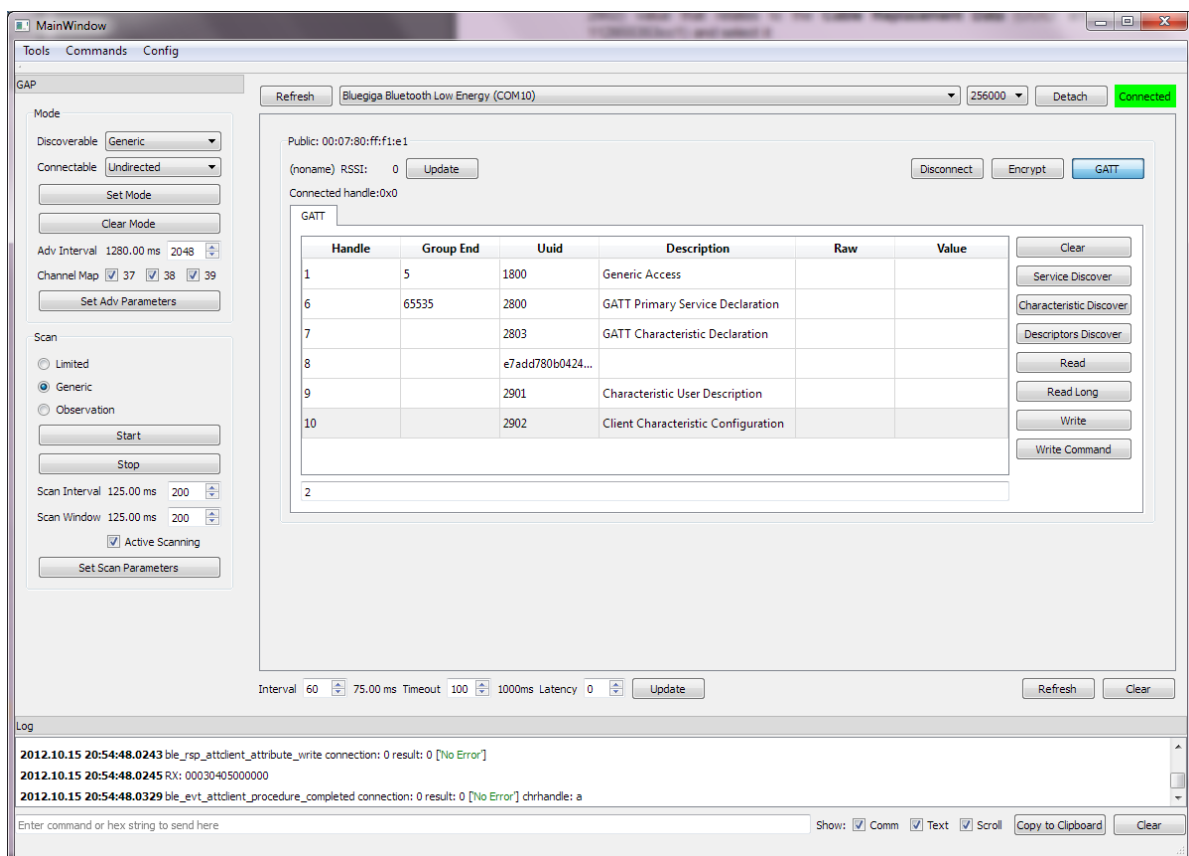 MainWindow
Tools Commands Config
GAP
Mode
Discoverable Generic
Connectable Undirected
Set Mode
Clear Mode
Adv Interval 1280.00 ms 2048
Channel Map 37 38 39
Set Adv Parameters
Scan
Limited
Generic
Observation
Start
Stop
Scan Interval 125.00 ms 200
Scan Window 125.00 ms 200
Active Scanning
Set Scan Parameters
Refresh Bluegiga Bluetooth Low Energy (COM10) 256000 Detach Connected
Public: 00:07:80:ff:f1:e1
(noname) RSSI: 0 Update Disconnect Encrypt GATT
Connected handle:0x0
GATT
Handle Group End Uuid Description Raw Value
1 5 1800 Generic Access
6 65535 2800 GATT Primary Service Declaration
7 2803 GATT Characteristic Declaration
8 e7add780b0424...
9 2901 Characteristic User Description
10 2902 Client Characteristic Configuration
2
Clear
Service Discover
Characteristic Discover
Descriptors Discover
Read
Read Long
Write
Write Command
Interval 60 75.00 ms Timeout 100 1000ms Latency 0 Update Refresh Clear
Log
2012.10.15 20:54:48.0243 ble_rsp_attclient_attribute_write connection: 0 result: 0 ['No Error']
2012.10.15 20:54:48.0245 RX: 00030405000000
2012.10.15 20:54:48.0329 ble_evt_attclient_procedure_completed connection: 0 result: 0 ['No Error'] chrhandle: a
Enter command or hex string to send here Show: Comm Text Scroll Copy to Clipboard Clear